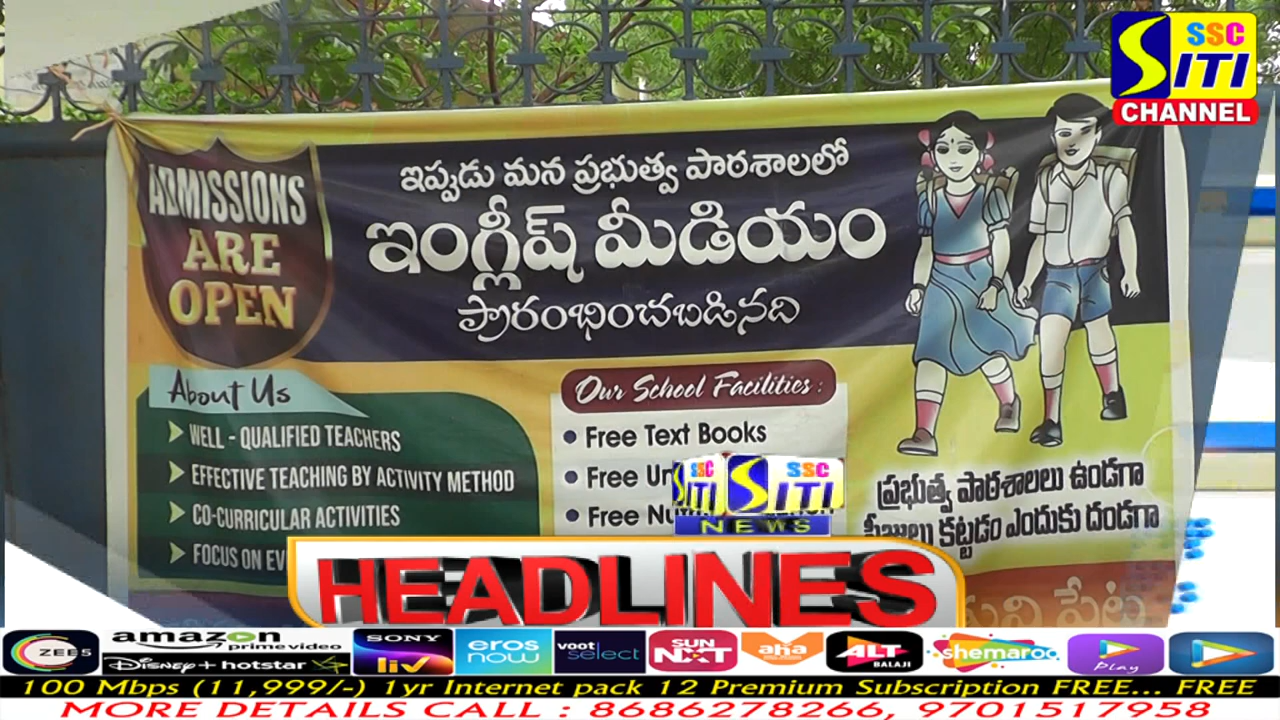 SSC
SITI
CHANNEL
ADMISSIONS
ARE
OPEN
ఇప్పుడు మన ప్రభుత్వ పాఠశాలలో
ఇంగ్లీష్ మీడియం
ప్రారంభించబడినది
About Us
WELL - QUALIFIED TEACHERS
EFFECTIVE TEACHING BY ACTIVITY METHOD
CO-CURRICULAR ACTIVITIES
FOCUS ON
Our School Facilities :
Free Text Books
Free
Free
ప్రభుత్వ పాఠశాలలు ఉండగా
ఫీజులు కట్టడం ఎందుకు దండగా
SSC
SITI
SSC
SITI
NEWS
HEADLINES
ZEE5
amazon
prime video
Disney+ hotstar
SONY
liv
eros
now
voot
select
SUN
NXT
aha
ALT
BALAJI
shemaroo
Play
100 Mbps (11,999/-) 1yr Internet pack 12 Premium Subscription FREE... FREE
MORE DETAILS CALL : 8686278266, 9701517958